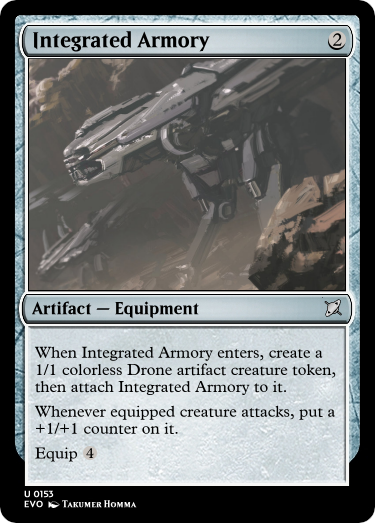 Integrated Armory 2
Artifact — Equipment
When Integrated Armory enters, create a
1/1 colorless Drone artifact creature token,
then attach Integrated Armory to it.
Whenever equipped creature attacks, put a
+1/+1 counter on it.
Equip 4
U 0153
EVO Takumer Homma